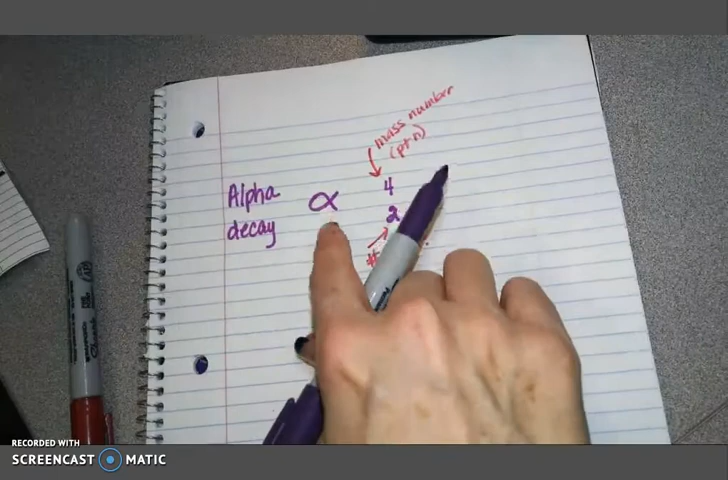 mass number
(p+n)
Alpha
decay
α
4
2
#
RECORDED WITH
SCREENCAST MATIC